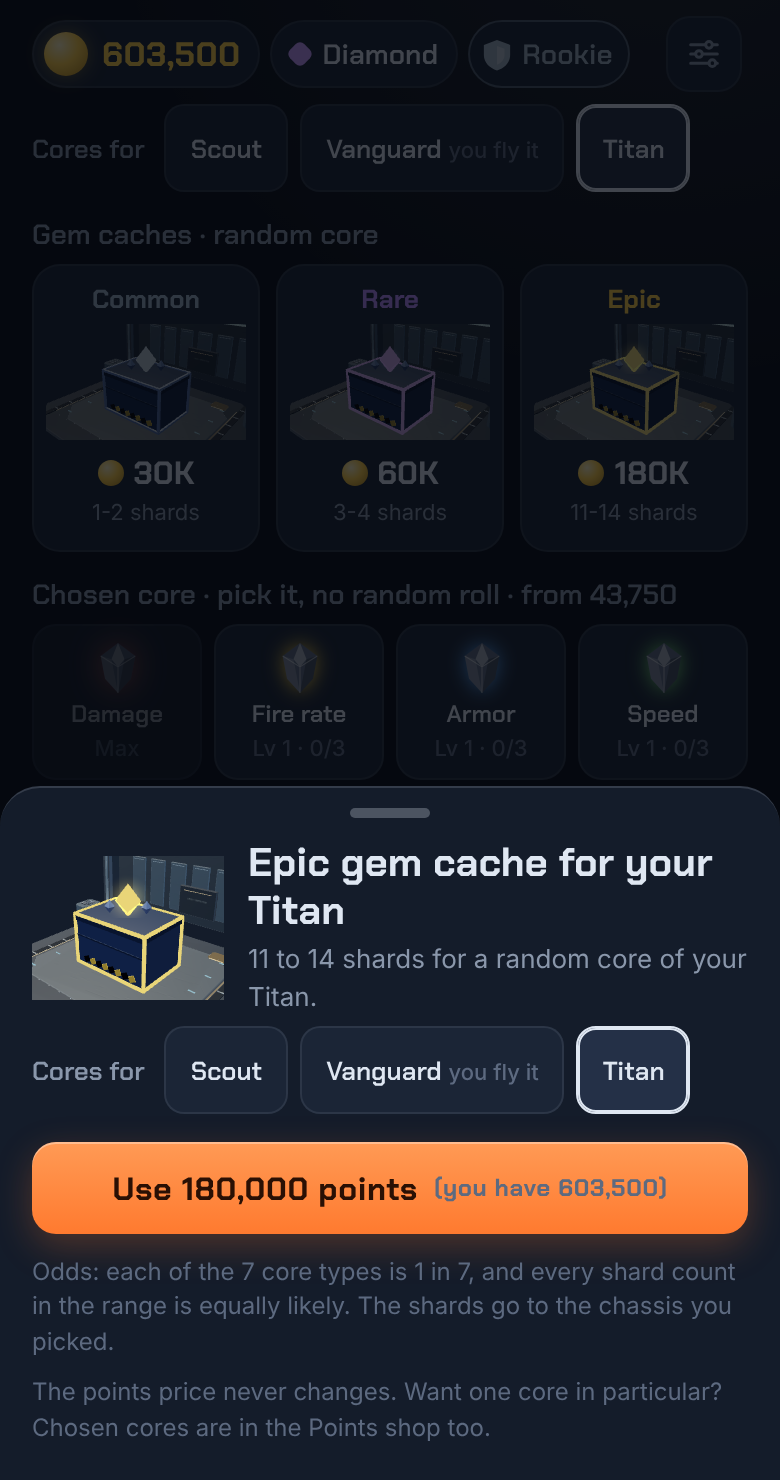 603,500 Diamond Rookie
Cores for Scout Vanguard you fly it Titan
Gem caches · random core
Common Rare Epic
30K 60K 180K
1-2 shards 3-4 shards 11-14 shards
Chosen core · pick it, no random roll · from 43,750
Damage Fire rate Armor Speed
Max Lv 1 · 0/3 Lv 1 · 0/3 Lv 1 · 0/3
Epic gem cache for your
Titan
11 to 14 shards for a random core of your
Titan.
Cores for Scout Vanguard you fly it Titan
Use 180,000 points (you have 603,500)
Odds: each of the 7 core types is 1 in 7, and every shard count
in the range is equally likely. The shards go to the chassis you
picked.
The points price never changes. Want one core in particular?
Chosen cores are in the Points shop too.